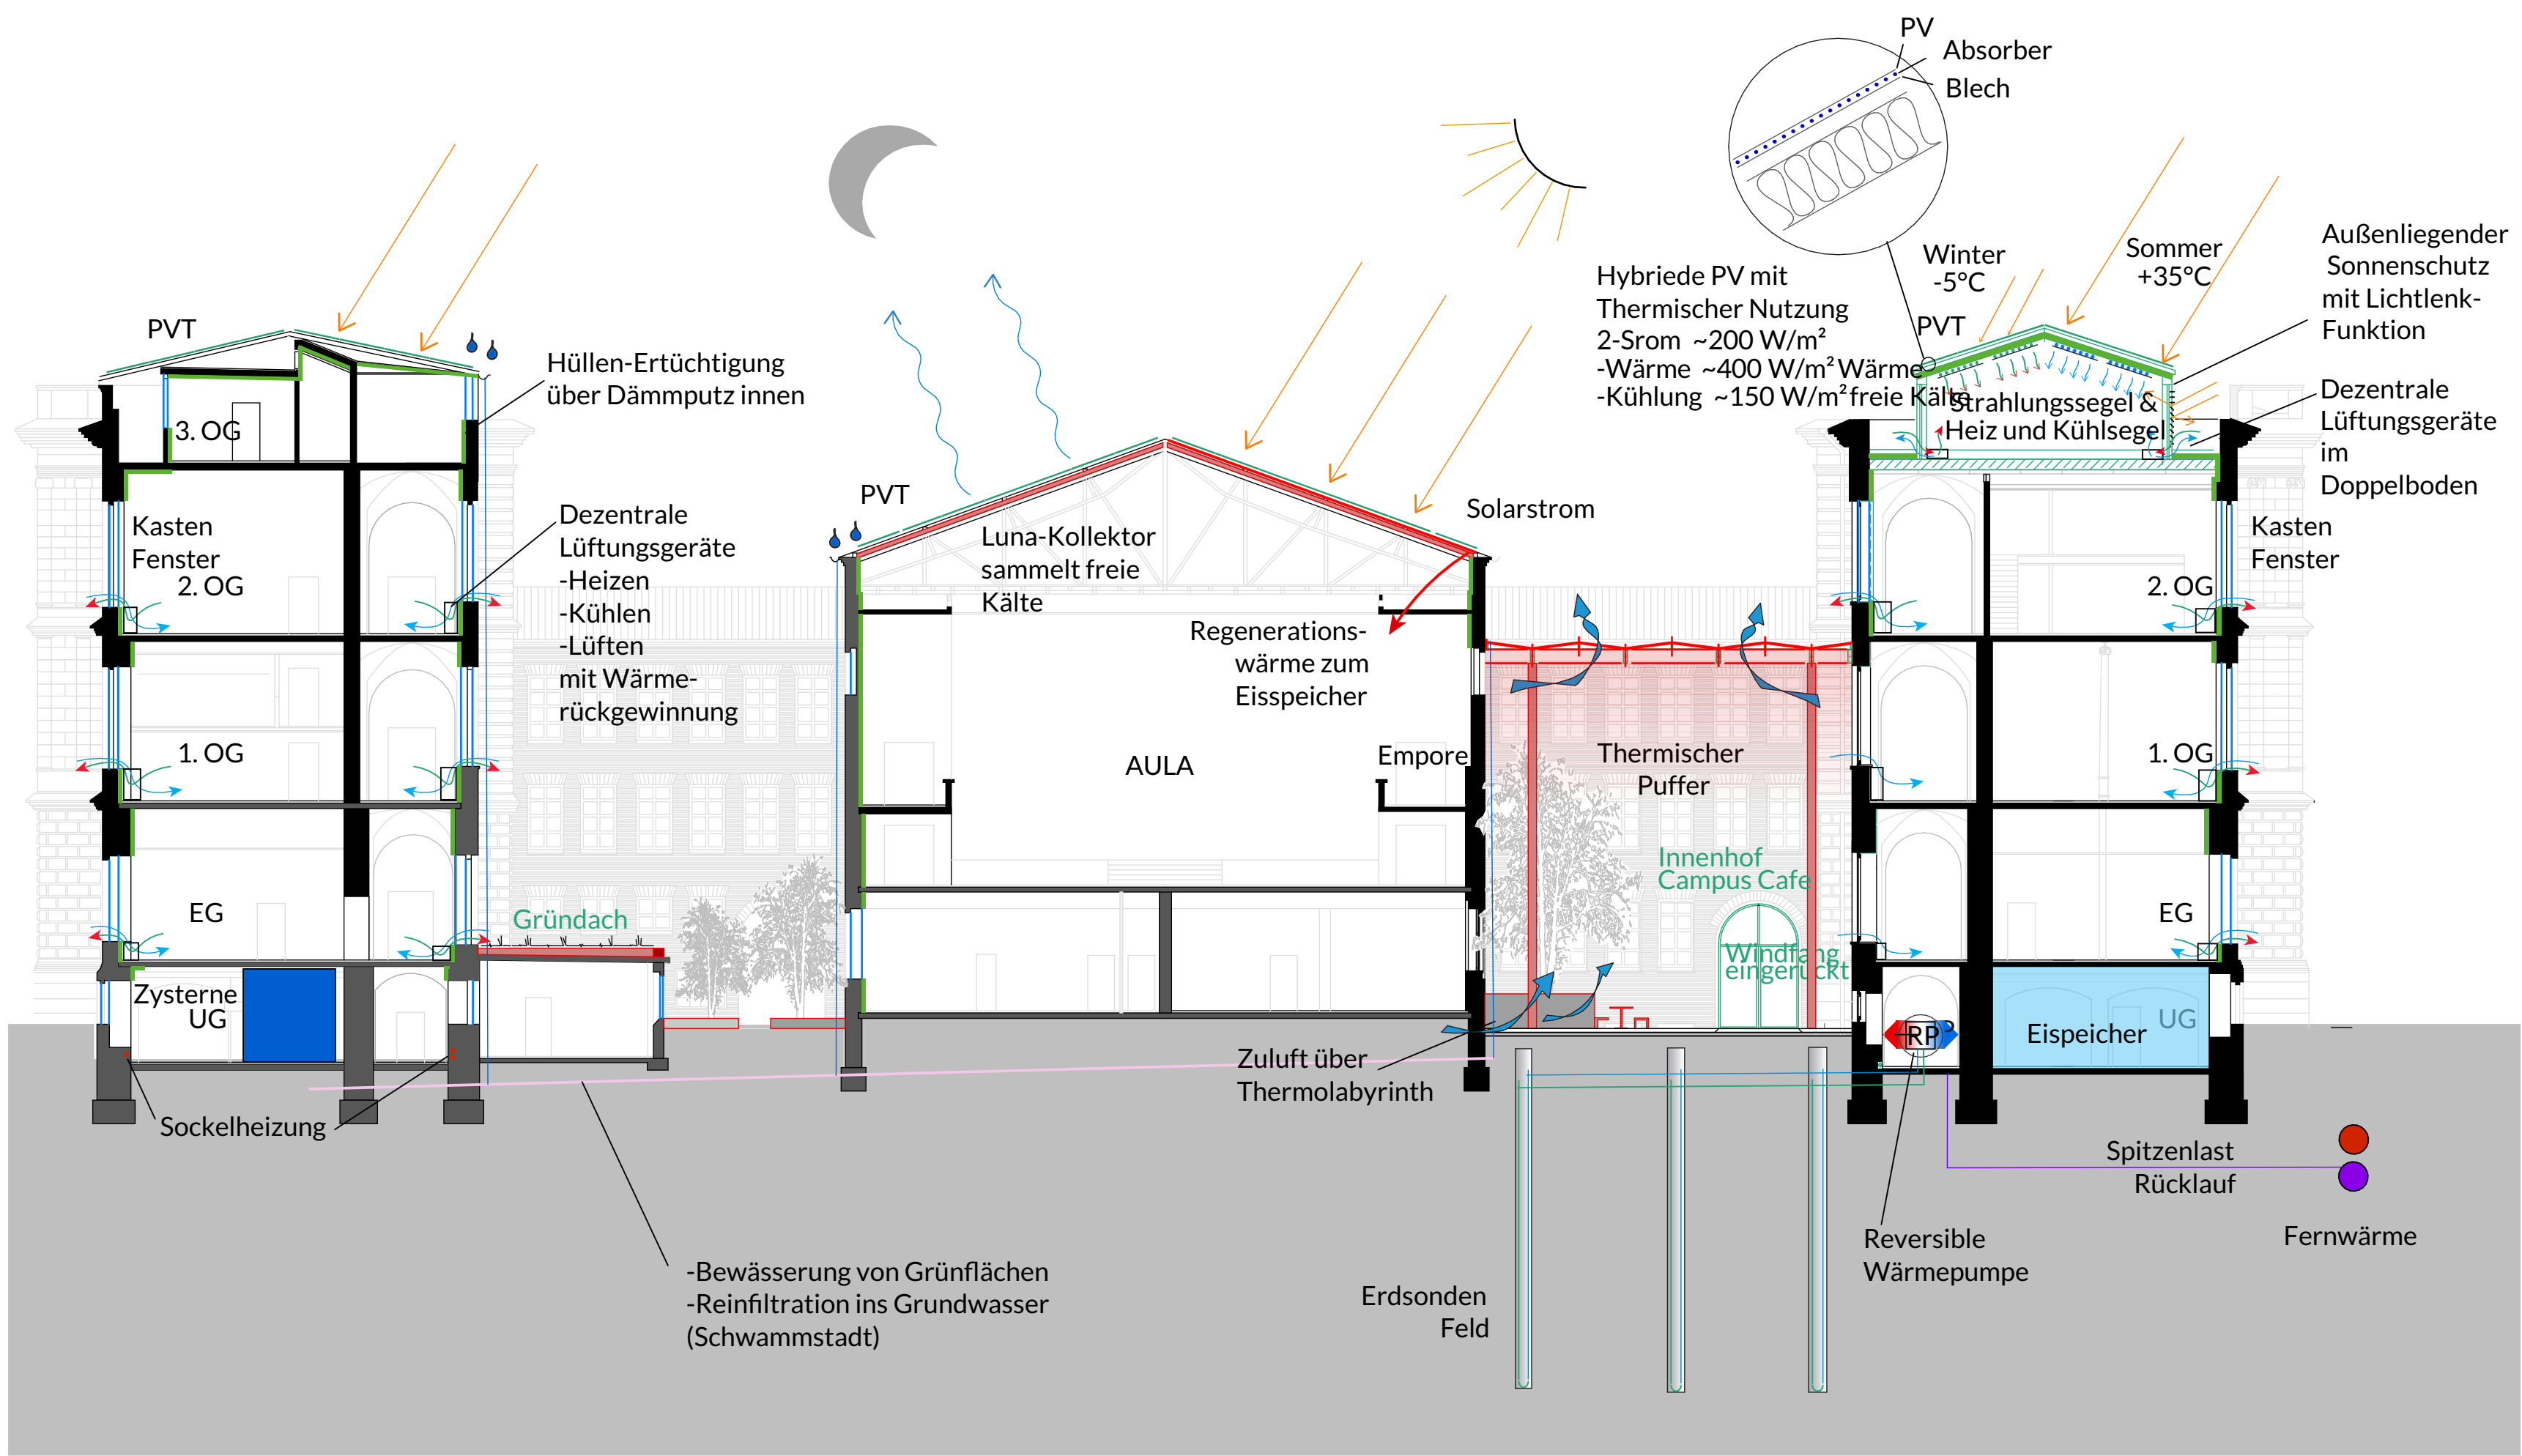 PV
Absorber
Blech
Winter
-5°C
Sommer
+35°C
Außenliegender
Sonnenschutz
mit Lichtlenk-
Funktion
Hybriede PV mit
Thermischer Nutzung
2-Srom ~200 W/m²
-Wärme ~400 W/m² Wärme
-Kühlung ~150 W/m² freie Kälte
PVT
PVT
Hüllen-Ertüchtigung
über Dämmputz innen
Strahlungssegel &
Heiz und Kühlsegel
Dezentrale
Lüftungsgeräte
im
Doppelboden
3. OG
PVT
Solarstrom
Kasten
Fenster
2. OG
Dezentrale
Lüftungsgeräte
-Heizen
-Kühlen
-Lüften
mit Wärme-
rückgewinnung
Luna-Kollektor
sammelt freie
Kälte
Regenerations-
wärme zum
Eisspeicher
Kasten
Fenster
2. OG
1. OG
AULA
Empore
Thermischer
Puffer
1. OG
Innenhof
Campus Cafe
EG
Gründach
Windfang
eingerückt
EG
Zysterne
UG
Zuluft über
Thermolabyrinth
RP
Eispeicher
UG
Sockelheizung
Spitzenlast
Rücklauf
Fernwärme
Reversible
Wärmepumpe
-Bewässerung von Grünflächen
-Reinfiltration ins Grundwasser
(Schwammstadt)
Erdsonden
Feld